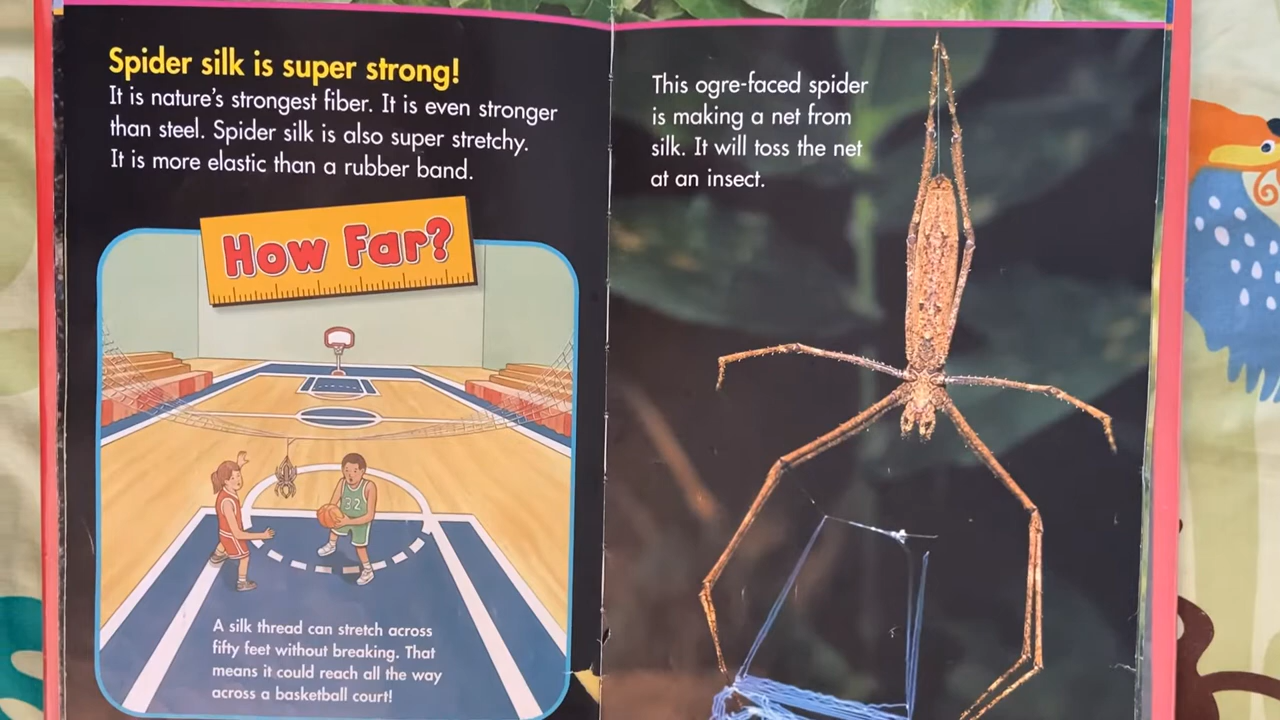 Spider silk is super strong!
It is nature's strongest fiber. It is even stronger
than steel. Spider silk is also super stretchy.
It is more elastic than a rubber band.
How Far?
32
A silk thread can stretch across
fifty feet without breaking. That
means it could reach all the way
across a basketball court!
This ogre-faced spider
is making a net from
silk. It will toss the net
at an insect.